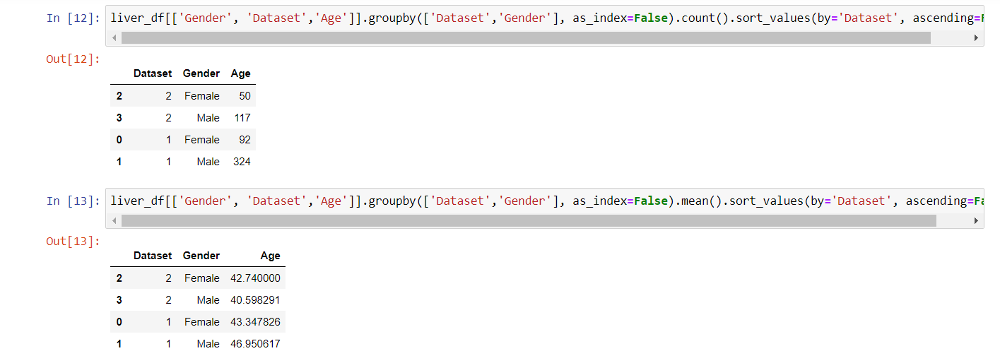 In [12]: liver_df[['Gender', 'Dataset','Age']].groupby(['Dataset','Gender'], as_index=False).count().sort_values(by='Dataset', ascending=F
Out[12]:
Dataset Gender Age
2 2 Female 50
3 2 Male 117
0 1 Female 92
1 1 Male 324
In [13]: liver_df[['Gender', 'Dataset','Age']].groupby(['Dataset','Gender'], as_index=False).mean().sort_values(by='Dataset', ascending=Fa
Out[13]:
Dataset Gender Age
2 2 Female 42.740000
3 2 Male 40.598291
0 1 Female 43.347826
1 1 Male 46.950617